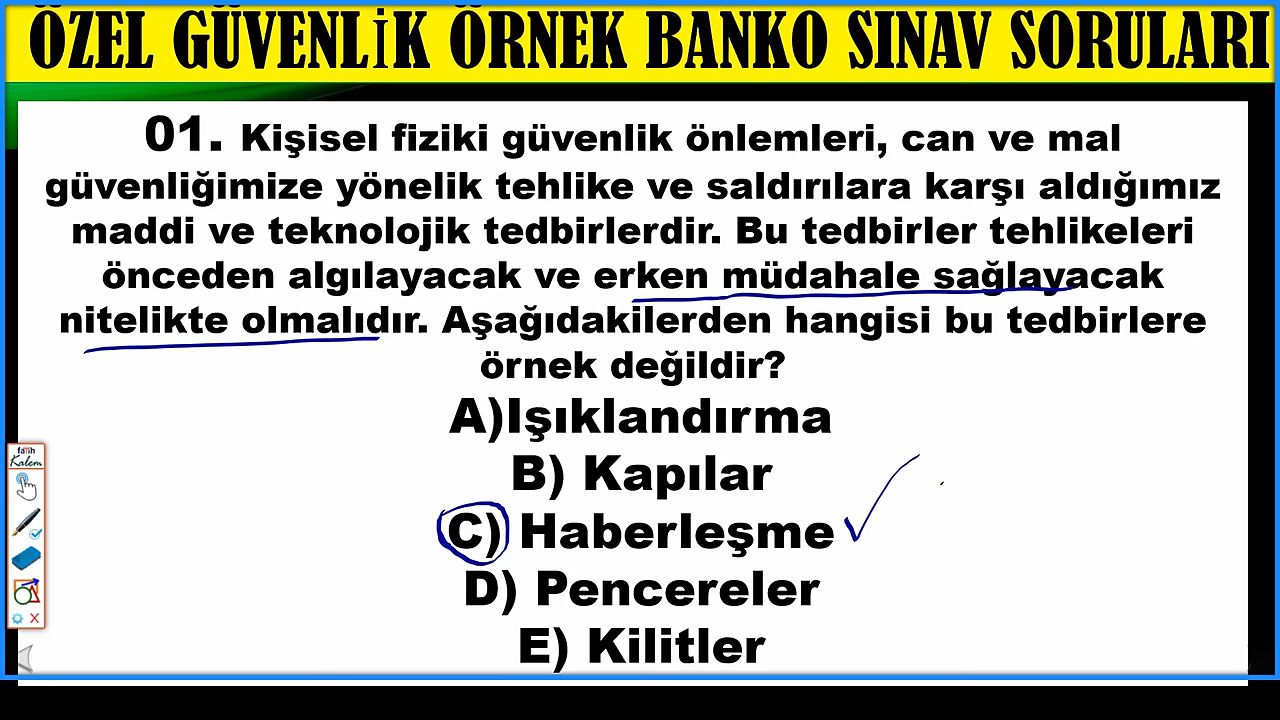 ÖZEL GÜVENLİK ÖRNEK BANKO SINAV SORULARI
01. Kişisel fiziki güvenlik önlemleri, can ve mal
güvenliğimize yönelik tehlike ve saldırılara karşı aldığımız
maddi ve teknolojik tedbirlerdir. Bu tedbirler tehlikeleri
önceden algılayacak ve erken müdahale sağlayacak
nitelikte olmalıdır. Aşağıdakilerden hangisi bu tedbirlere
örnek değildir?
A)Işıklandırma
B) Kapılar
C) Haberleşme
D) Pencereler
E) Kilitler
fatih
Kalem